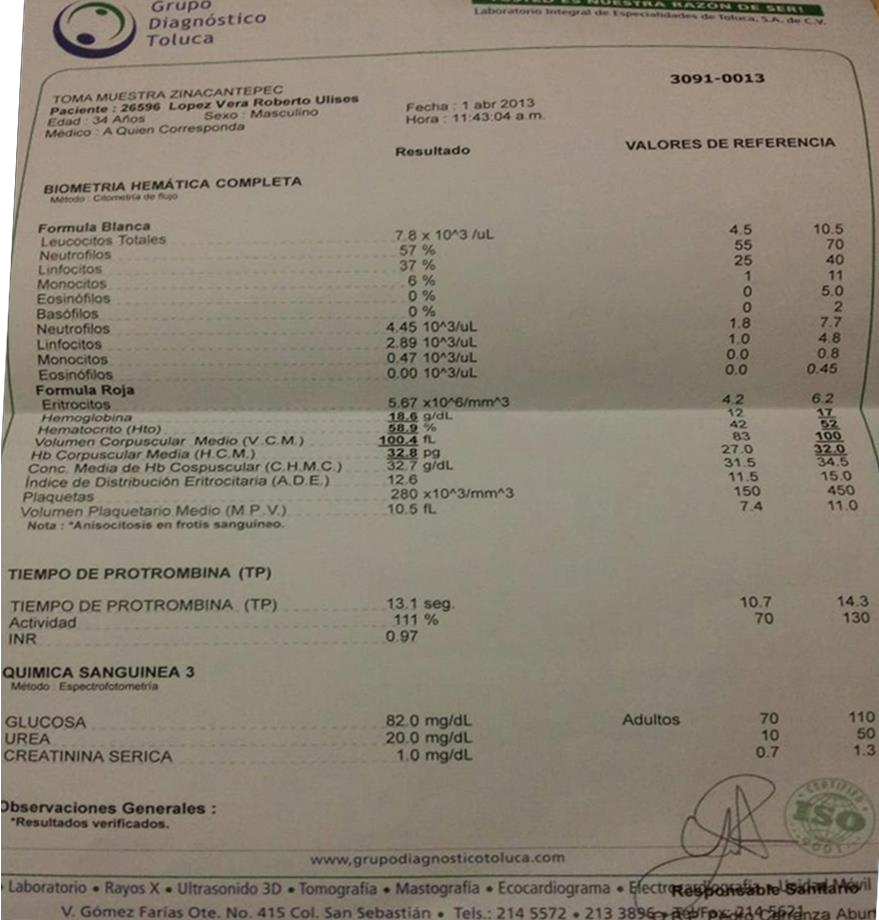 Grupo
Diagnóstico
Toluca
USTED ES NUESTRA RAZÓN DE SER!
Laboratorio Integral de Especialidades de Toluca, S.A. de C.V.
3091-0013
TOMA MUESTRA ZINACANTEPEC
Paciente : 26596 Lopez Vera Roberto Ulises
Edad : 34 Años Sexo : Masculino
Médico : A Quien Corresponda
Fecha : 1 abr 2013
Hora : 11:43:04 a.m.
Resultado VALORES DE REFERENCIA
BIOMETRIA HEMÁTICA COMPLETA
Método : Citometría de flujo
Formula Blanca
Leucocitos Totales 7.8 x 10^3 /uL 4.5 10.5
Neutrofilos 57 % 55 70
Linfocitos 37 % 25 40
Monocitos 6 % 1 11
Eosinófilos 0 % 0 5.0
Basófilos 0 % 0 2
Neutrofilos 4.45 10^3/uL 1.8 7.7
Linfocitos 2.89 10^3/uL 1.0 4.8
Monocitos 0.47 10^3/uL 0.0 0.8
Eosinófilos 0.00 10^3/uL 0.0 0.45
Formula Roja
Eritrocitos 5.67 x10^6/mm^3 4.2 6.2
Hemoglobina 18.6 g/dL 12 17
Hematocrito (Hto) 58.9 % 42 52
Volumen Corpuscular Medio (V.C.M.) 100.4 fL 83 100
Hb Corpuscular Media (H.C.M.) 32.8 pg 27.0 32.0
Conc. Media de Hb Cospuscular (C.H.M.C.) 32.7 g/dL 31.5 34.5
Índice de Distribución Eritrocitaria (A.D.E.) 12.6 11.5 15.0
Plaquetas 280 x10^3/mm^3 150 450
Volumen Plaquetario Medio (M.P.V.) 10.5 fL 7.4 11.0
Nota : *Anisocitosis en frotis sanguineo.
TIEMPO DE PROTROMBINA (TP)
TIEMPO DE PROTROMBINA (TP) 13.1 seg. 10.7 14.3
Actividad 111 % 70 130
INR 0.97
QUIMICA SANGUINEA 3
Método : Espectrofotometría
GLUCOSA 82.0 mg/dL Adultos 70 110
UREA 20.0 mg/dL 10 50
CREATININA SERICA 1.0 mg/dL 0.7 1.3
Observaciones Generales :
*Resultados verificados.
CERTIFIED
ISO
9001
www.grupodiagnosticotoluca.com
Responsable Sanitario
• Laboratorio • Rayos X • Ultrasonido 3D • Tomografía • Mastografía • Ecocardiograma • Electrocardiografía • Unidad Móvil
V. Gómez Farías Ote. No. 415 Col. San Sebastián • Tels.: 214 5572 • 213 3896